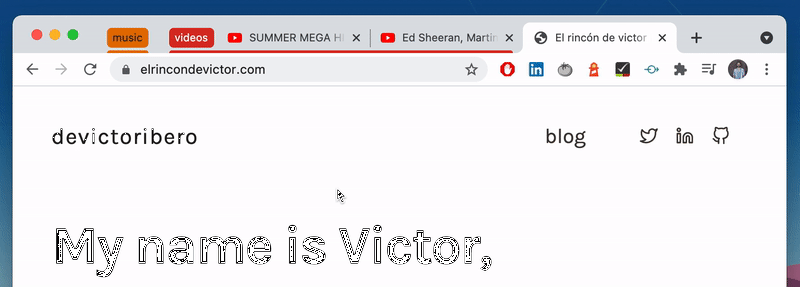 music videos SUMMER MEGA HI Ed Sheeran, Martin El rincón de victor
elrincondevictor.com
devictoribero blog
My name is Victor,